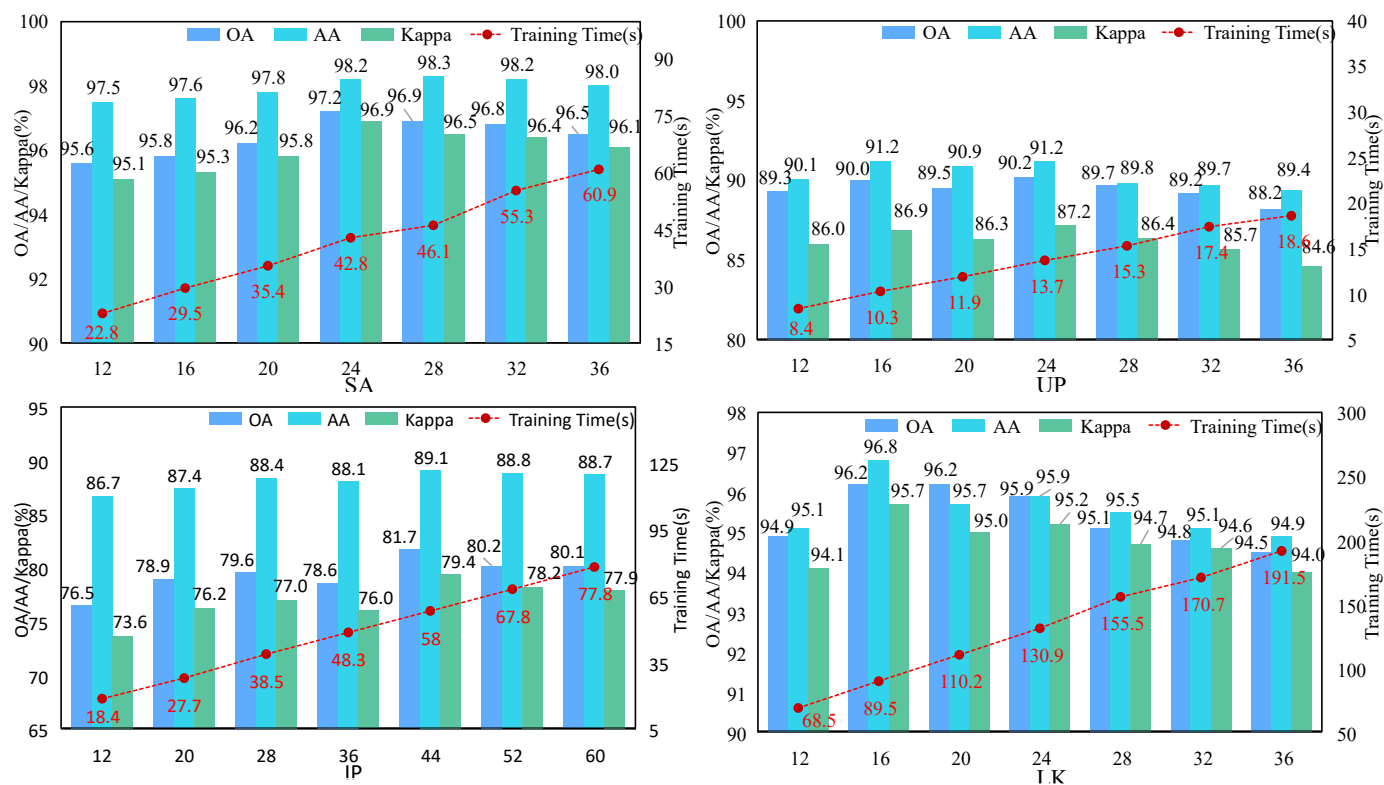 OA AA Kappa Training Time(s)
OA/AA/Kappa(%)
Training Time(s)
100
98
96
94
92
90
90
75
60
45
30
15
97.5 97.6 97.8 98.2 98.3 98.2 98.0
95.6 95.8 96.2 97.2 96.9 96.8 96.5
95.1 95.3 95.8 96.9 96.5 96.4 96.1
22.8 29.5 35.4 42.8 46.1 55.3 60.9
12 16 20 24 28 32 36
SA
OA AA Kappa Training Time(s)
OA/AA/Kappa(%)
Training Time(s)
100
95
90
85
80
40
35
30
25
20
15
10
5
90.1 91.2 90.9 91.2 89.8 89.7 89.4
89.3 90.0 89.5 90.2 89.7 89.2 88.2
86.0 86.9 86.3 87.2 86.4 85.7 84.6
8.4 10.3 11.9 13.7 15.3 17.4 18.6
12 16 20 24 28 32 36
UP
OA AA Kappa Training Time(s)
OA/AA/Kappa(%)
Training Time(s)
95
90
85
80
75
70
65
125
95
65
35
5
86.7 87.4 88.4 88.1 89.1 88.8 88.7
76.5 78.9 79.6 78.6 81.7 80.2 80.1
73.6 76.2 77.0 76.0 79.4 78.2 77.9
18.4 27.7 38.5 48.3 58 67.8 77.8
12 20 28 36 44 52 60
IP
OA AA Kappa Training Time(s)
OA/AA/Kappa(%)
Training Time(s)
98
97
96
95
94
93
92
91
90
300
250
200
150
100
50
95.1 96.8 95.7 95.9 95.5 95.1 94.9
94.9 96.2 96.2 95.9 95.1 94.8 94.5
94.1 95.7 95.0 95.2 94.7 94.6 94.0
68.5 89.5 110.2 130.9 155.5 170.7 191.5
12 16 20 24 28 32 36
LK